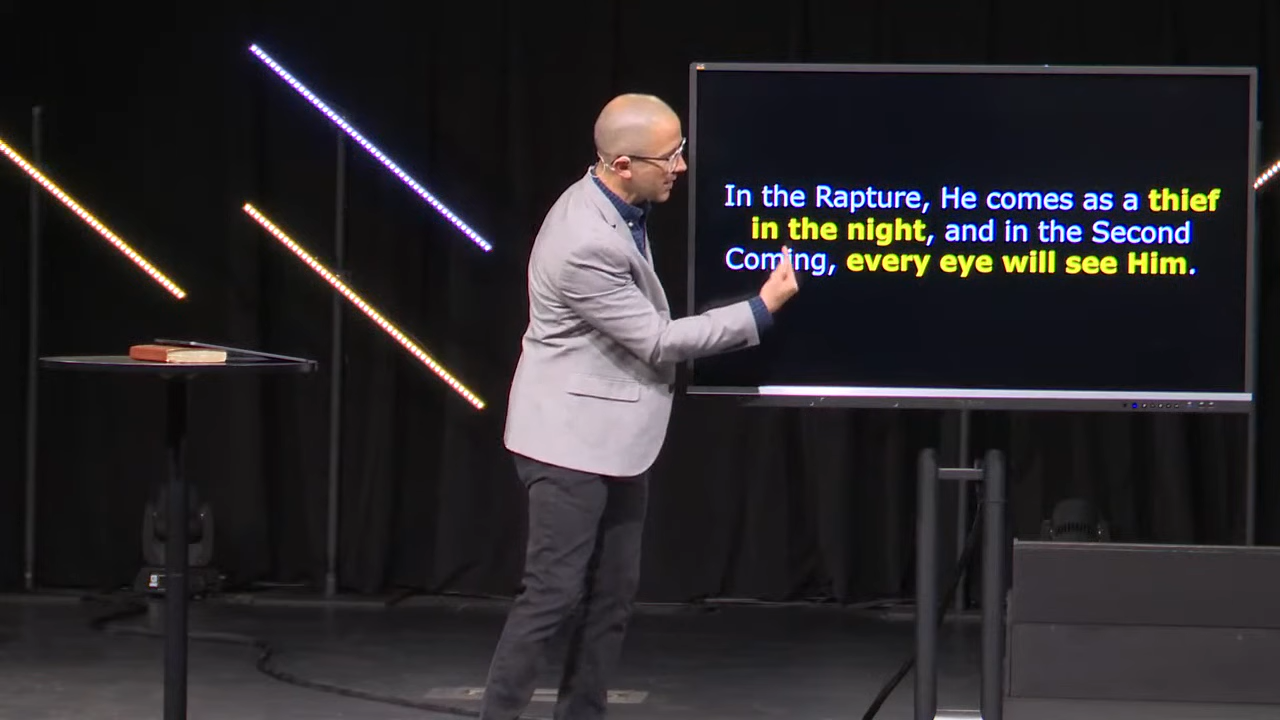 In the Rapture, He comes as a thief
in the night, and in the Second
Coming, every eye will see Him.